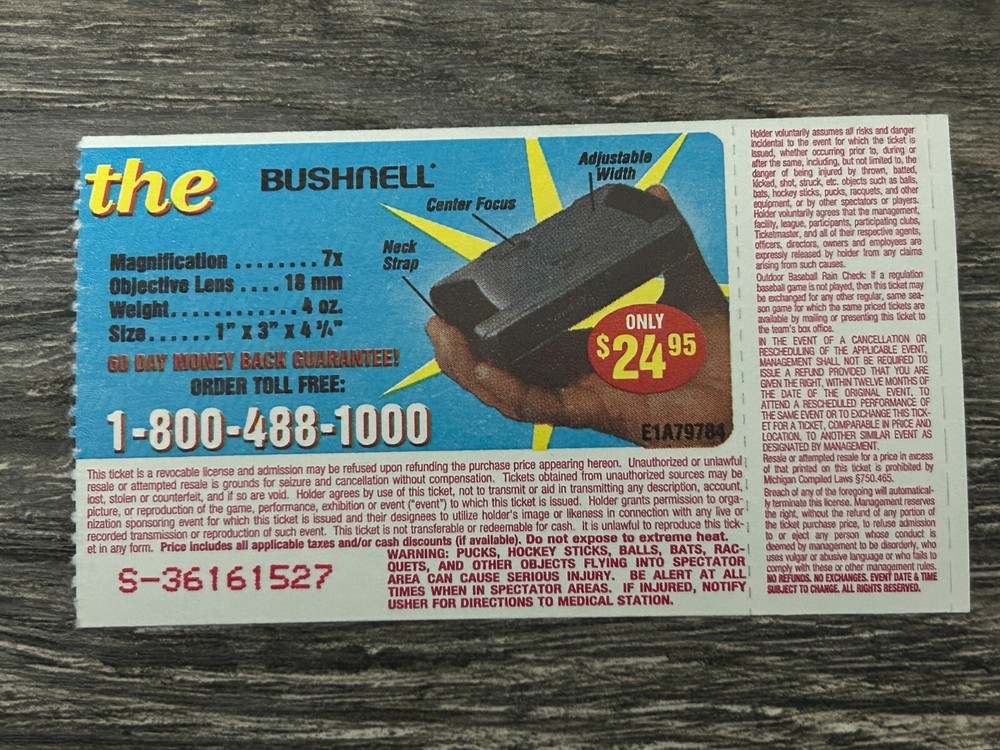 the
BUSHNELL
Adjustable
Width
Center Focus
Neck
Strap
Magnification ........ 7x
Objective Lens .... 18 mm
Weight............ 4 oz.
Size...... 1" x 3" x 4 3/4"
60 DAY MONEY BACK GUARANTEE!
ORDER TOLL FREE:
1-800-488-1000
ONLY
$24 95
E1A79784
This ticket is a revocable license and admission may be refused upon refunding the purchase price appearing hereon. Unauthorized or unlawful
resale or attempted resale is grounds for seizure and cancellation without compensation. Tickets obtained from unauthorized sources may be
lost, stolen or counterfeit, and if so are void. Holder agrees by use of this ticket, not to transmit or aid in transmitting any description, account,
picture, or reproduction of the game, performance, exhibition or event ("event") to which this ticket is issued. Holder grants permission to orga-
nization sponsoring event for which this ticket is issued and their designees to utilize holder's image or likeness in connection with any live or
recorded transmission or reproduction of such event. This ticket is not transferable or redeemable for cash. it is unlawful to reproduce this tick-
et in any form. Price includes all applicable taxes and/or cash discounts (if available). Do not expose to extreme heat.
WARNING: PUCKS, HOCKEY STICKS, BALLS, BATS, RAC-
QUETS, AND OTHER OBJECTS FLYING INTO SPECTATOR
AREA CAN CAUSE SERIOUS INJURY. BE ALERT AT ALL
TIMES WHEN IN SPECTATOR AREAS. IF INJURED, NOTIFY
USHER FOR DIRECTIONS TO MEDICAL STATION.
S-36161527
Holder voluntarily assumes all risks and danger
incidental to the event for which the ticket is
issued, whether occurring prior to, during or
after the same, including, but not limited to, the
danger of being injured by thrown, batted,
kicked, shot, struck, etc. objects such as balls,
bats, hockey sticks, pucks, racquets, and other
equipment, or by other spectators or players.
Holder voluntarily agrees that the management,
facility, league, participants, participating clubs,
Ticketmaster, and all of their respective agents,
officers, directors, owners and employees are
expressly released by holder from any claims
arising from such causes.
Outdoor Baseball Rain Check: If a regulation
baseball game is not played, then this ticket may
be exchanged for any other regular, same sea-
son game for which the same priced tickets are
available by mailing or presenting this ticket to
the team's box office.
IN THE EVENT OF A CANCELLATION OR
RESCHEDULING OF THE APPLICABLE EVENT,
MANAGEMENT SHALL NOT BE REQUIRED TO
ISSUE A REFUND PROVIDED THAT YOU ARE
GIVEN THE RIGHT, WITHIN TWELVE MONTHS OF
THE DATE OF THE ORIGINAL EVENT, TO
ATTEND A RESCHEDULED PERFORMANCE OF
THE SAME EVENT OR TO EXCHANGE THIS TICK-
ET FOR A TICKET, COMPARABLE IN PRICE AND
LOCATION, TO ANOTHER SIMILAR EVENT AS
DESIGNATED BY MANAGEMENT.
Resale or attempted resale for a price in excess
of that printed on this ticket is prohibited by
Michigan Compiled Laws §750.465.
Breach of any of the foregoing will automatical-
ly terminate this license. Management reserves
the right, without the refund of any portion of
the ticket purchase price, to refuse admission
to or eject any person whose conduct is
deemed by management to be disorderly, who
uses vulgar or abusive language or who fails to
comply with these or other management rules.
NO REFUNDS. NO EXCHANGES. EVENT DATE & TIME
SUBJECT TO CHANGE. ALL RIGHTS RESERVED.